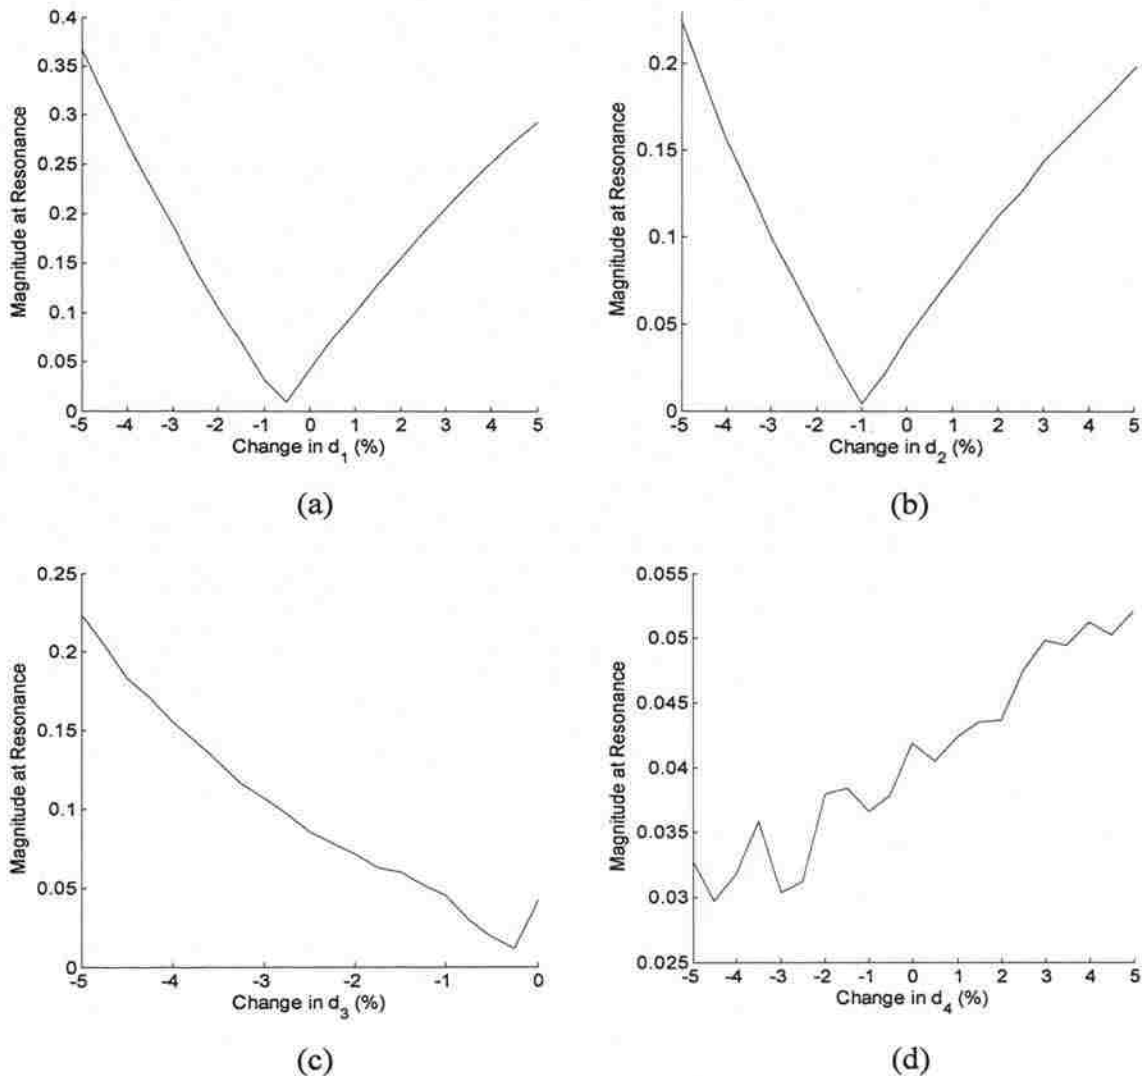 0.4
0.35
0.3
0.25
0.2
0.15
0.1
0.05
0
Magnitude at Resonance
-5 -4 -3 -2 -1 0 1 2 3 4 5
Change in d1 (%)
(a)
0.2
0.15
0.1
0.05
0
Magnitude at Resonance
-5 -4 -3 -2 -1 0 1 2 3 4 5
Change in d2 (%)
(b)
0.25
0.2
0.15
0.1
0.05
0
Magnitude at Resonance
-5 -4 -3 -2 -1 0
Change in d3 (%)
(c)
0.055
0.05
0.045
0.04
0.035
0.03
0.025
Magnitude at Resonance
-5 -4 -3 -2 -1 0 1 2 3 4 5
Change in d4 (%)
(d)